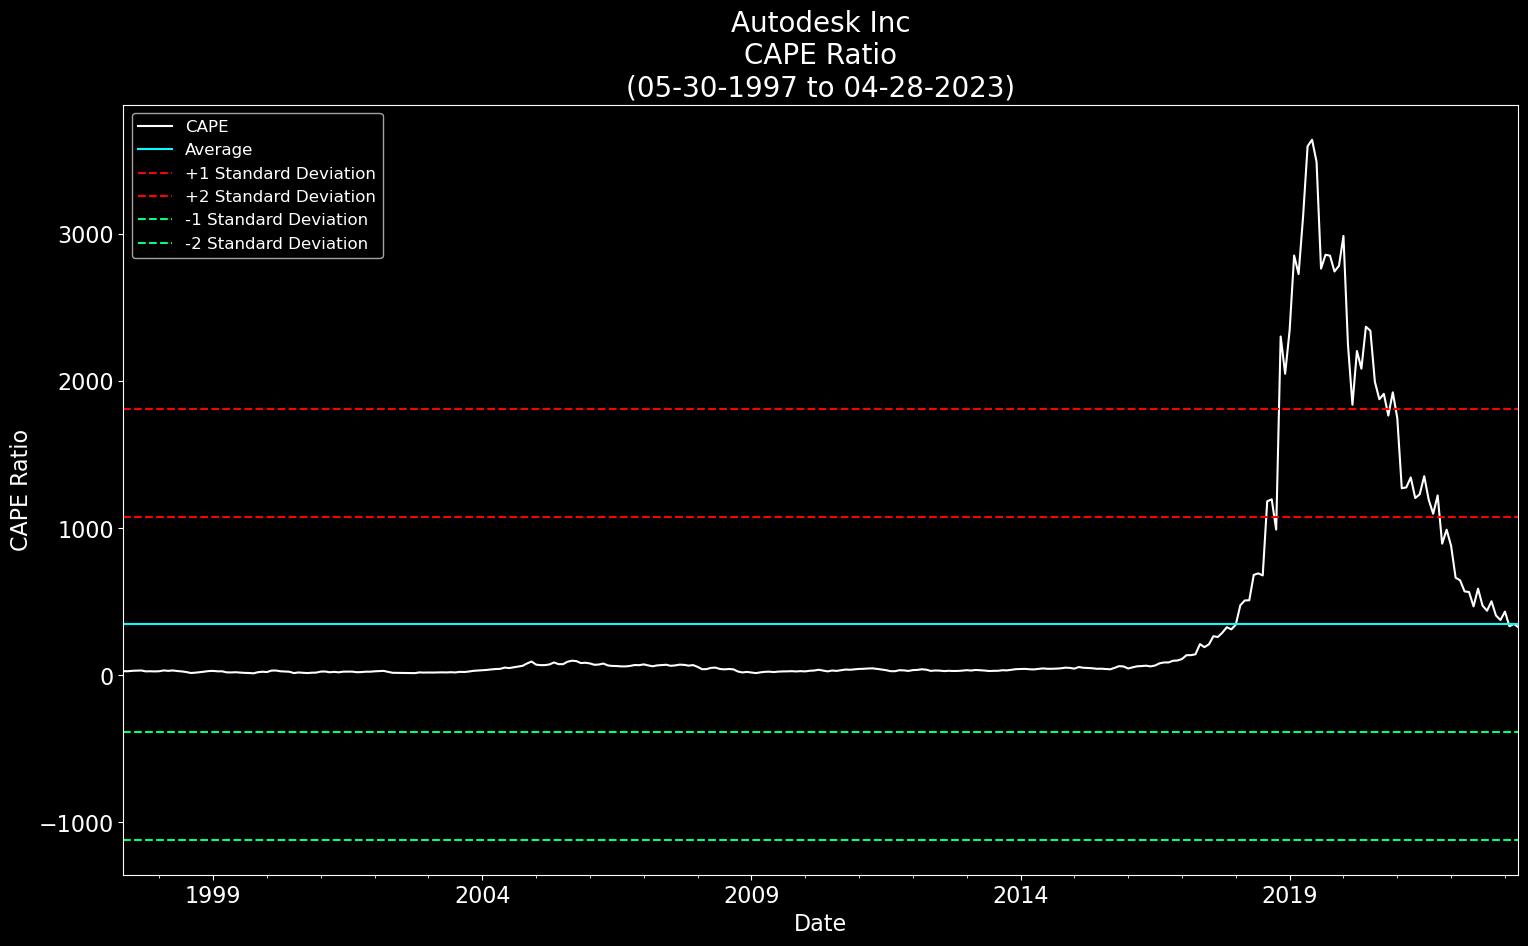 Autodesk Inc
CAPE Ratio
(05-30-1997 to 04-28-2023)
CAPE
Average
+1 Standard Deviation
+2 Standard Deviation
-1 Standard Deviation
-2 Standard Deviation
CAPE Ratio
3000
2000
1000
0
−1000
1999
2004
2009
2014
2019
Date